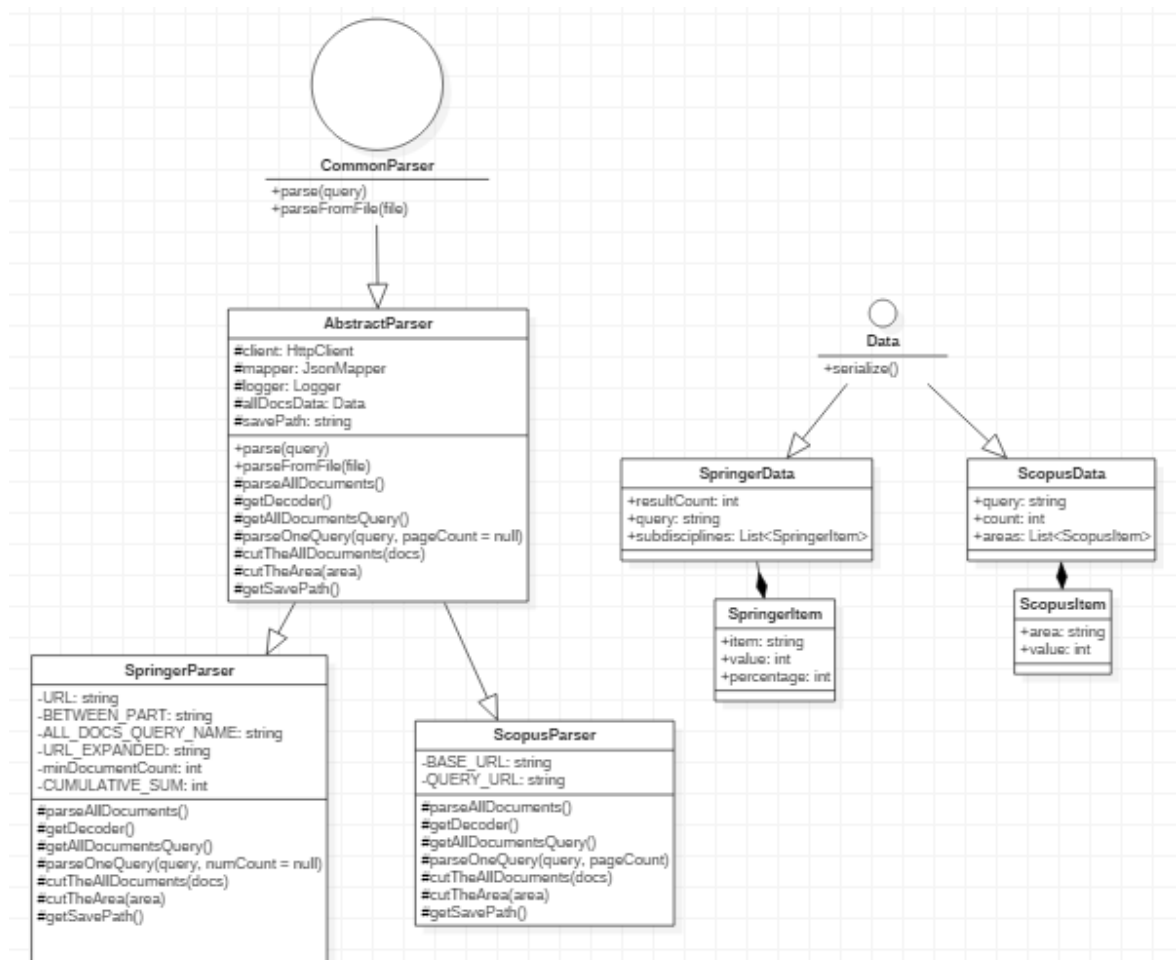 CommonParser
+parse(query)
+parseFromFile(file)
AbstractParser
#client: HttpClient
#mapper: JsonMapper
#logger: Logger
#allDocsData: Data
#savePath: string
+parse(query)
+parseFromFile(file)
#parseAllDocuments()
#getDecoder()
#getAllDocumentsQuery()
#parseOneQuery(query, pageCount = null)
#cutTheAllDocuments(docs)
#cutTheArea(area)
#getSavePath()
SpringerParser
-URL: string
-BETWEEN_PART: string
-ALL_DOCS_QUERY_NAME: string
-URL_EXPANDED: string
-minDocumentCount: int
-CUMULATIVE_SUM: int
#parseAllDocuments()
#getDecoder()
#getAllDocumentsQuery()
#parseOneQuery(query, numCount = null)
#cutTheAllDocuments(docs)
#cutTheArea(area)
#getSavePath()
ScopusParser
-BASE_URL: string
-QUERY_URL: string
#parseAllDocuments()
#getDecoder()
#getAllDocumentsQuery()
#parseOneQuery(query, pageCount)
#cutTheAllDocuments(docs)
#cutTheArea(area)
#getSavePath()
Data
+serialize()
SpringerData
+resultCount: int
+query: string
+subdisciplines: List<SpringerItem>
SpringerItem
+item: string
+value: int
+percentage: int
ScopusData
+query: string
+count: int
+areas: List<ScopusItem>
ScopusItem
+area: string
+value: int